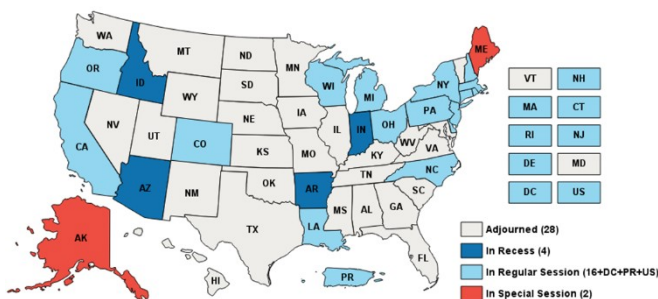 WA
MT
ND
MN
ME
OR
ID
SD
WI
MI
NY
WY
VT
NH
NE
IA
PA
MA
CT
NV
UT
CO
IL
IN
OH
CA
KS
MO
KY
WV
VA
RI
NJ
DE
MD
NC
TN
AZ
NM
OK
AR
SC
DC
US
MS
AL
GA
TX
LA
AK
HI
FL
PR
Adjourned (28)
In Recess (4)
In Regular Session (16+DC+PR+US)
In Special Session (2)